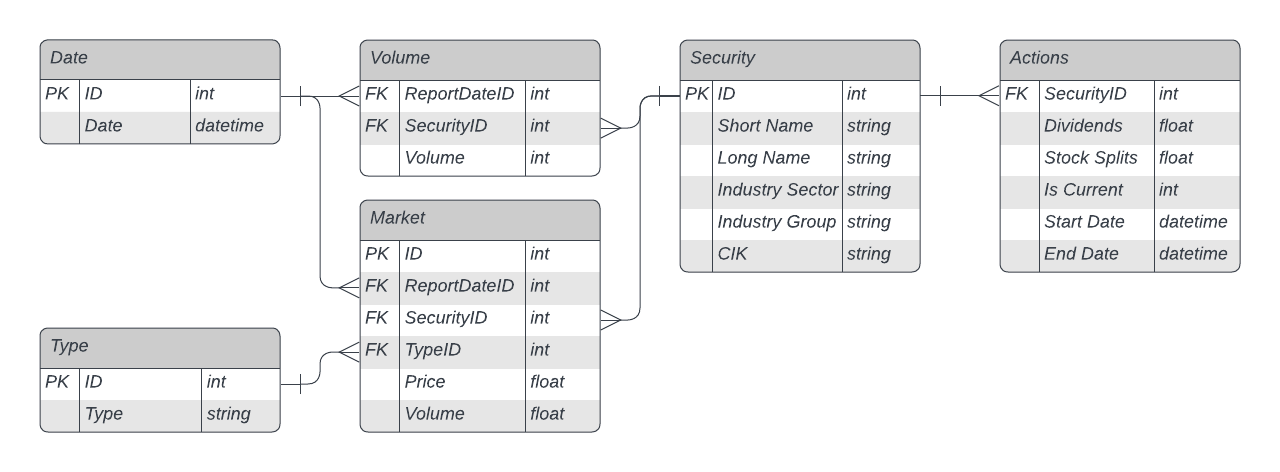 Date
PK ID int
Date datetime
Volume
FK ReportDateID int
FK SecurityID int
Volume int
Security
PK ID int
Short Name string
Long Name string
Industry Sector string
Industry Group string
CIK string
Actions
FK SecurityID int
Dividends float
Stock Splits float
Is Current int
Start Date datetime
End Date datetime
Market
PK ID int
FK ReportDateID int
FK SecurityID int
FK TypeID int
Price float
Volume float
Type
PK ID int
Type string